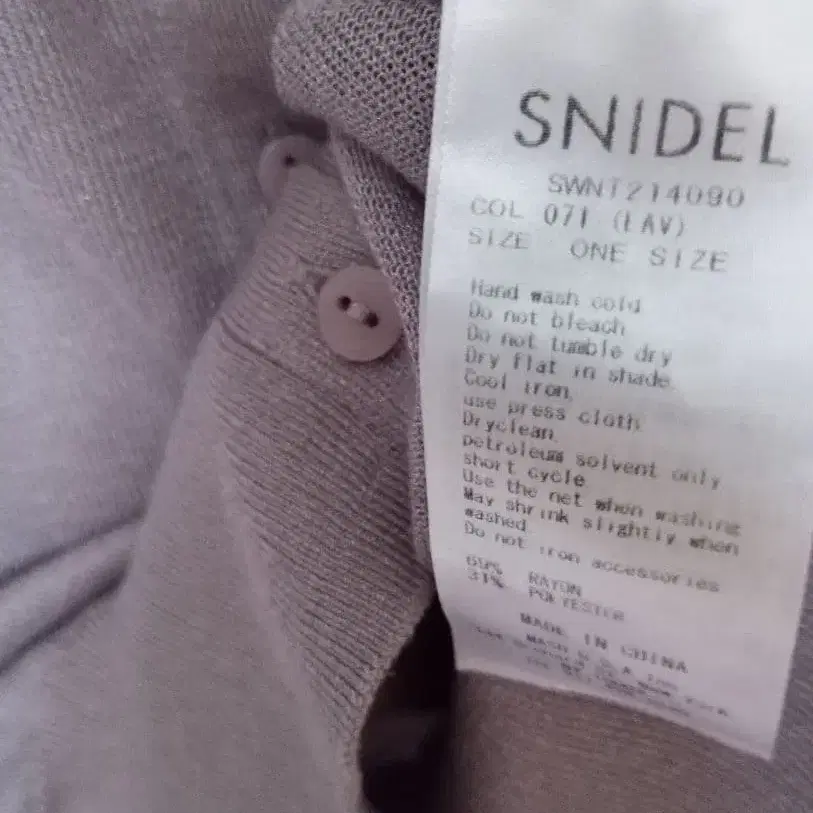 SNIDEL
SWNT214090
COL 071 (LAV)
SIZE ONE SIZE
Hand wash cold
Do not bleach
Do not tumble dry
Dry flat in shade.
Cool iron,
use press cloth
Dryclean,
petroleum solvent only
short cycle
Use the net when washing
May shrink slightly when
washed
Do not iron accessories
69% RAYON
31% POLYESTER
MADE IN CHINA
MASH U.S.A